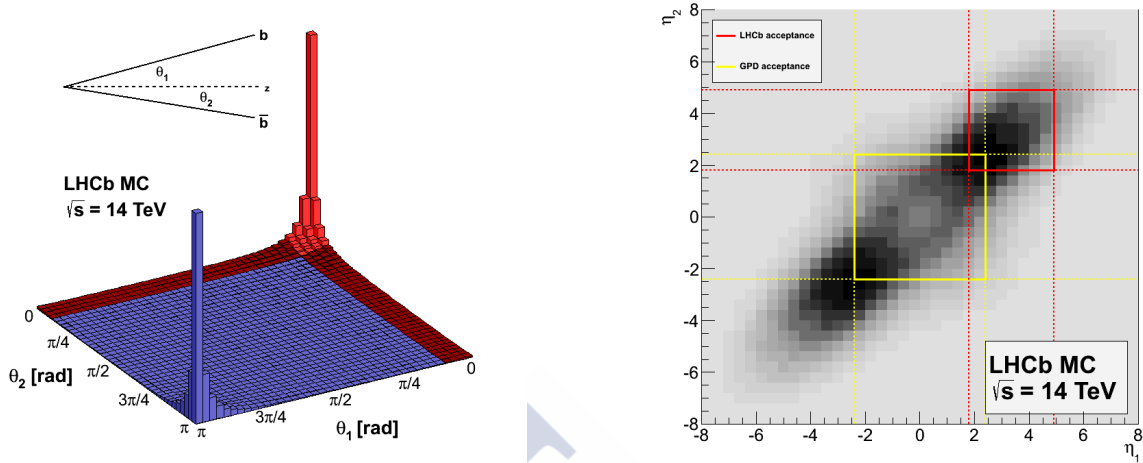 b
θ1
z
θ2
b̅
LHCb MC
√s = 14 TeV
0
π/4
π/2
3π/4
π
θ2 [rad]
π
3π/4
π/2
π/4
0
θ1 [rad]
η2
8
6
4
2
0
-2
-4
-6
-8
LHCb acceptance
GPD acceptance
LHCb MC
√s = 14 TeV
-8 -6 -4 -2 0 2 4 6 8
η1